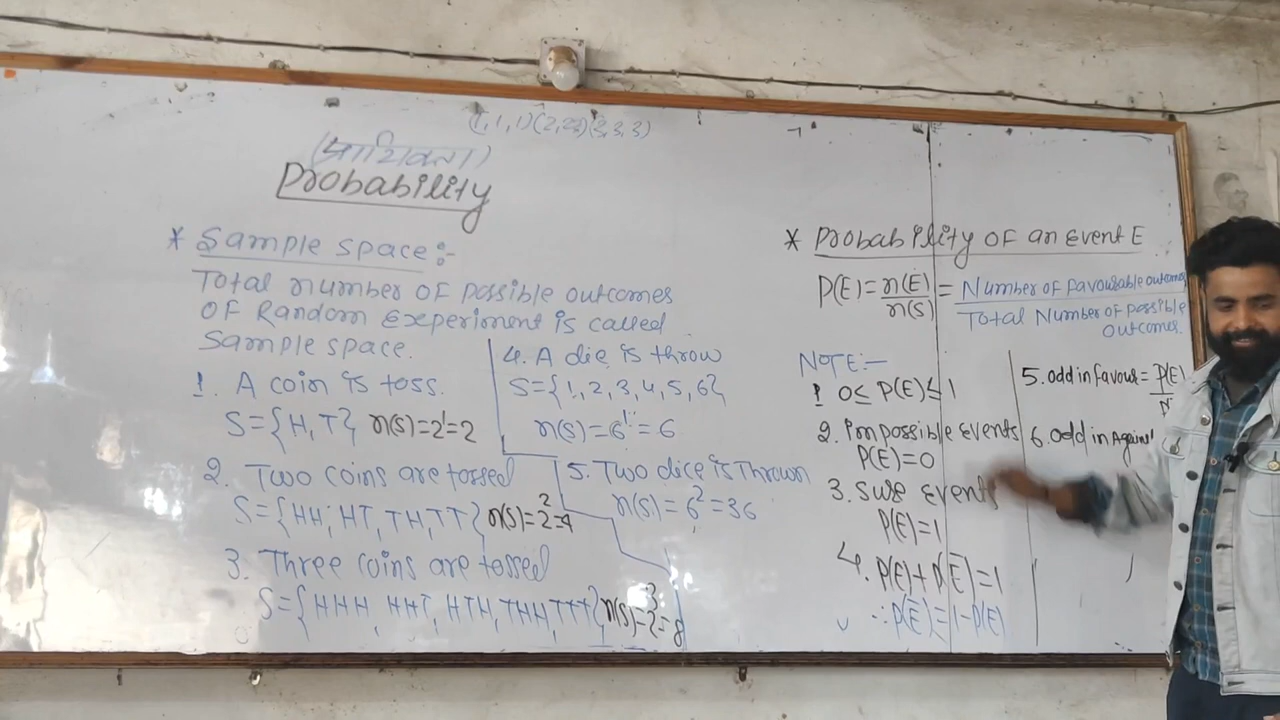 (1,1,1)(2,2,2)(3,3,3)
(प्रायिकता)
Probability
* Sample space:-
Total number of possible outcomes
of Random Experiment is called
Sample space.
1. A coin is toss.
S={H,T} n(S)=2¹=2
2. Two coins are tossed
S={HH, HT, TH, TT} n(S)=2²=4
3. Three coins are tossed
S={HHH, HHT, HTH, THH, TTT} n(S)=2³=8
4. A die is throw
S={1,2,3,4,5,6}
n(S)=6¹=6
5. Two dice is Thrown
n(S)=6²=36
* Probability of an Event E
P(E)=n(E)/n(S)=Number of favourable outcomes/Total Number of possible outcomes.
NOTE:-
1. 0≤P(E)≤1
2. Impossible Events
P(E)=0
3. Sure Events
P(E)=1
4. P(E)+P(E̅)=1
∴P(E̅)=1-P(E)
5. odd in favour=P(E)
6. odd in Against